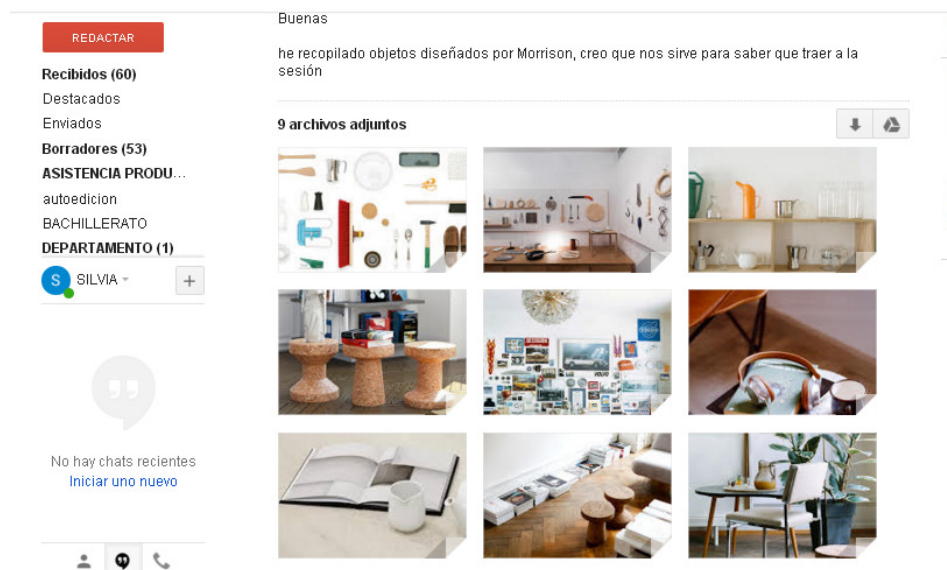 Buenas
he recopilado objetos diseñados por Morrison, creo que nos sirve para saber que traer a la
sesión
REDACTAR
Recibidos (60)
Destacados
Enviados
Borradores (53)
ASISTENCIA PRODU...
autoedicion
BACHILLERATO
DEPARTAMENTO (1)
S SILVIA
No hay chats recientes
Iniciar uno nuevo
9 archivos adjuntos
VOLVO